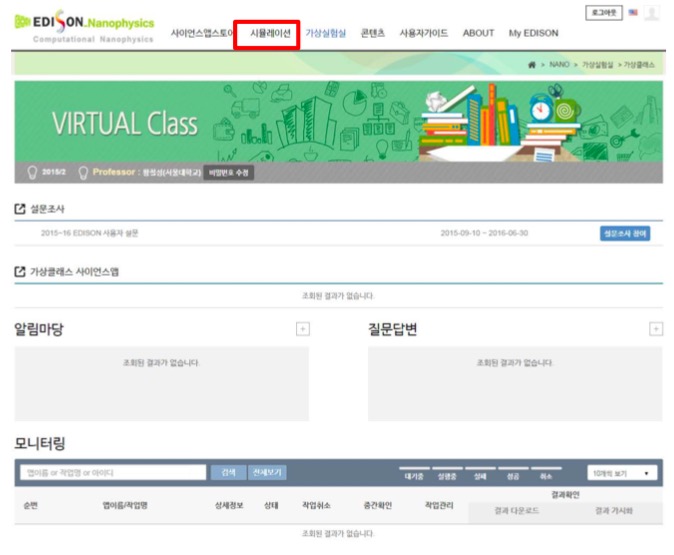 로그아웃
EDISON_Nanophysics
Computational Nanophysics
사이언스앱스토어 시뮬레이션 가상실험실 콘텐츠 사용자가이드 ABOUT My EDISON
> NANO > 가상실험실 > 가상클래스
VIRTUAL Class
2015/2 Professor : 비밀번호 수정
설문조사
2015-16 EDISON 사용자 설문 2015-09-10 ~ 2016-06-30 설문조사 참여
가상클래스 사이언스앱
조회된 결과가 없습니다.
알림마당 + 질문답변 +
조회된 결과가 없습니다. 조회된 결과가 없습니다.
모니터링
앱이름 or 작업명 or 아이디 검색 전체보기 대기중 실행중 실패 성공 취소 10개씩 보기
순번 앱이름/작업명 상세정보 상태 작업취소 중간확인 작업관리 결과확인
결과 다운로드 결과 가시화
조회된 결과가 없습니다.